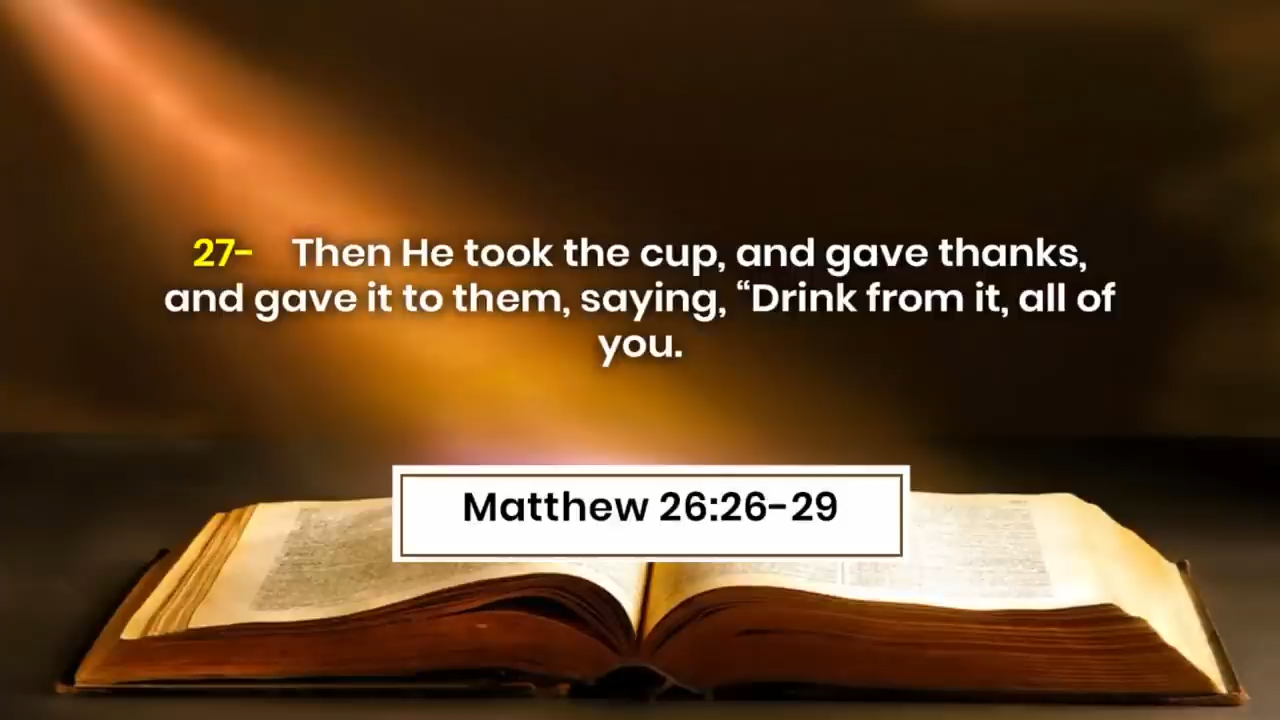 27- Then He took the cup, and gave thanks,
and gave it to them, saying, “Drink from it, all of
you.
Matthew 26:26-29